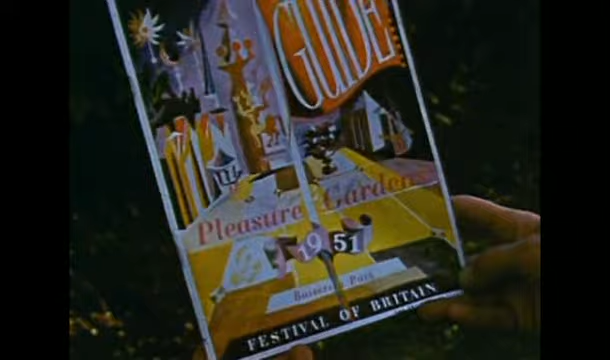 GUIDE
Pleasure Gardens
1951
Battersea Park
FESTIVAL OF BRITAIN